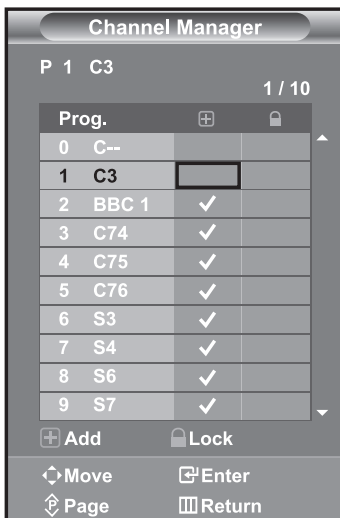 Channel Manager
P 1 C3
1 / 10
Prog.
0 C--
1 C3
2 BBC 1
3 C74
4 C75
5 C76
6 S3
7 S4
8 S6
9 S7
Add Lock
Move Enter
P Page Return